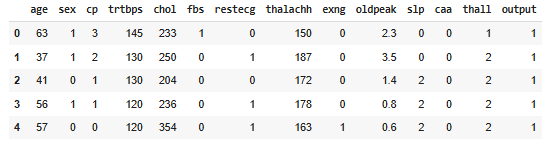 age sex cp trtbps chol fbs restecg thalachh exng oldpeak slp caa thall output
0 63 1 3 145 233 1 0 150 0 2.3 0 0 1 1
1 37 1 2 130 250 0 1 187 0 3.5 0 0 2 1
2 41 0 1 130 204 0 0 172 0 1.4 2 0 2 1
3 56 1 1 120 236 0 1 178 0 0.8 2 0 2 1
4 57 0 0 120 354 0 1 163 1 0.6 2 0 2 1